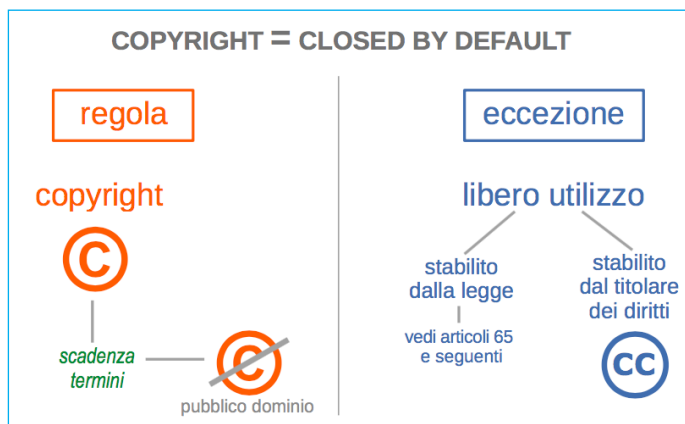 COPYRIGHT = CLOSED BY DEFAULT
regola
copyright
C
scadenza
termini
C
pubblico dominio
eccezione
libero utilizzo
stabilito
dalla legge
vedi articoli 65
e seguenti
stabilito
dal titolare
dei diritti
CC